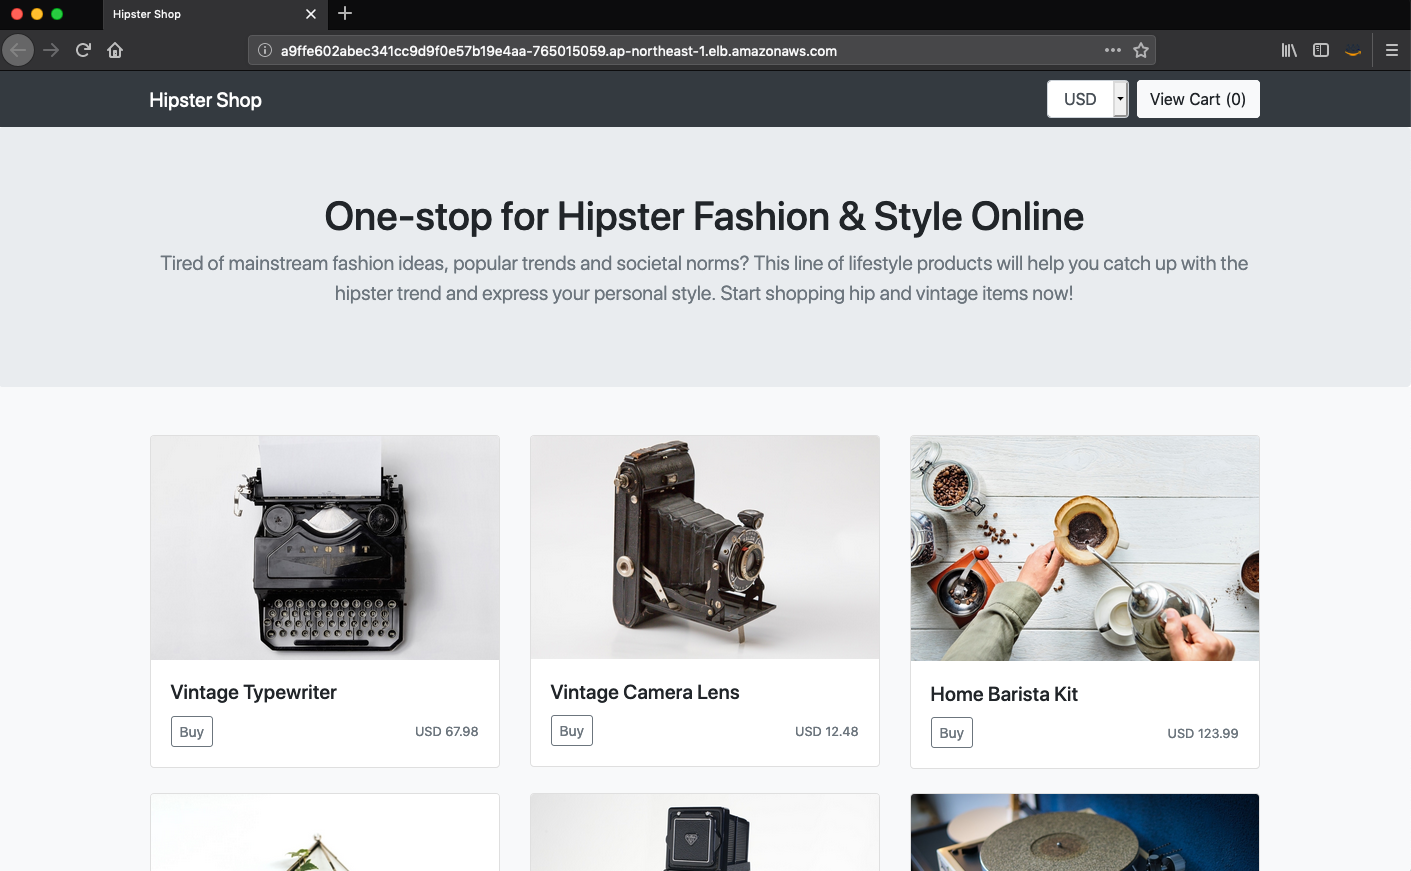 Hipster Shop
a9ffe602abec341cc9d9f0e57b19e4aa-765015059.ap-northeast-1.elb.amazonaws.com
Hipster Shop
USD
View Cart (0)
One-stop for Hipster Fashion & Style Online
Tired of mainstream fashion ideas, popular trends and societal norms? This line of lifestyle products will help you catch up with the
hipster trend and express your personal style. Start shopping hip and vintage items now!
Vintage Typewriter
Buy
USD 67.98
Vintage Camera Lens
Buy
USD 12.48
Home Barista Kit
Buy
USD 123.99